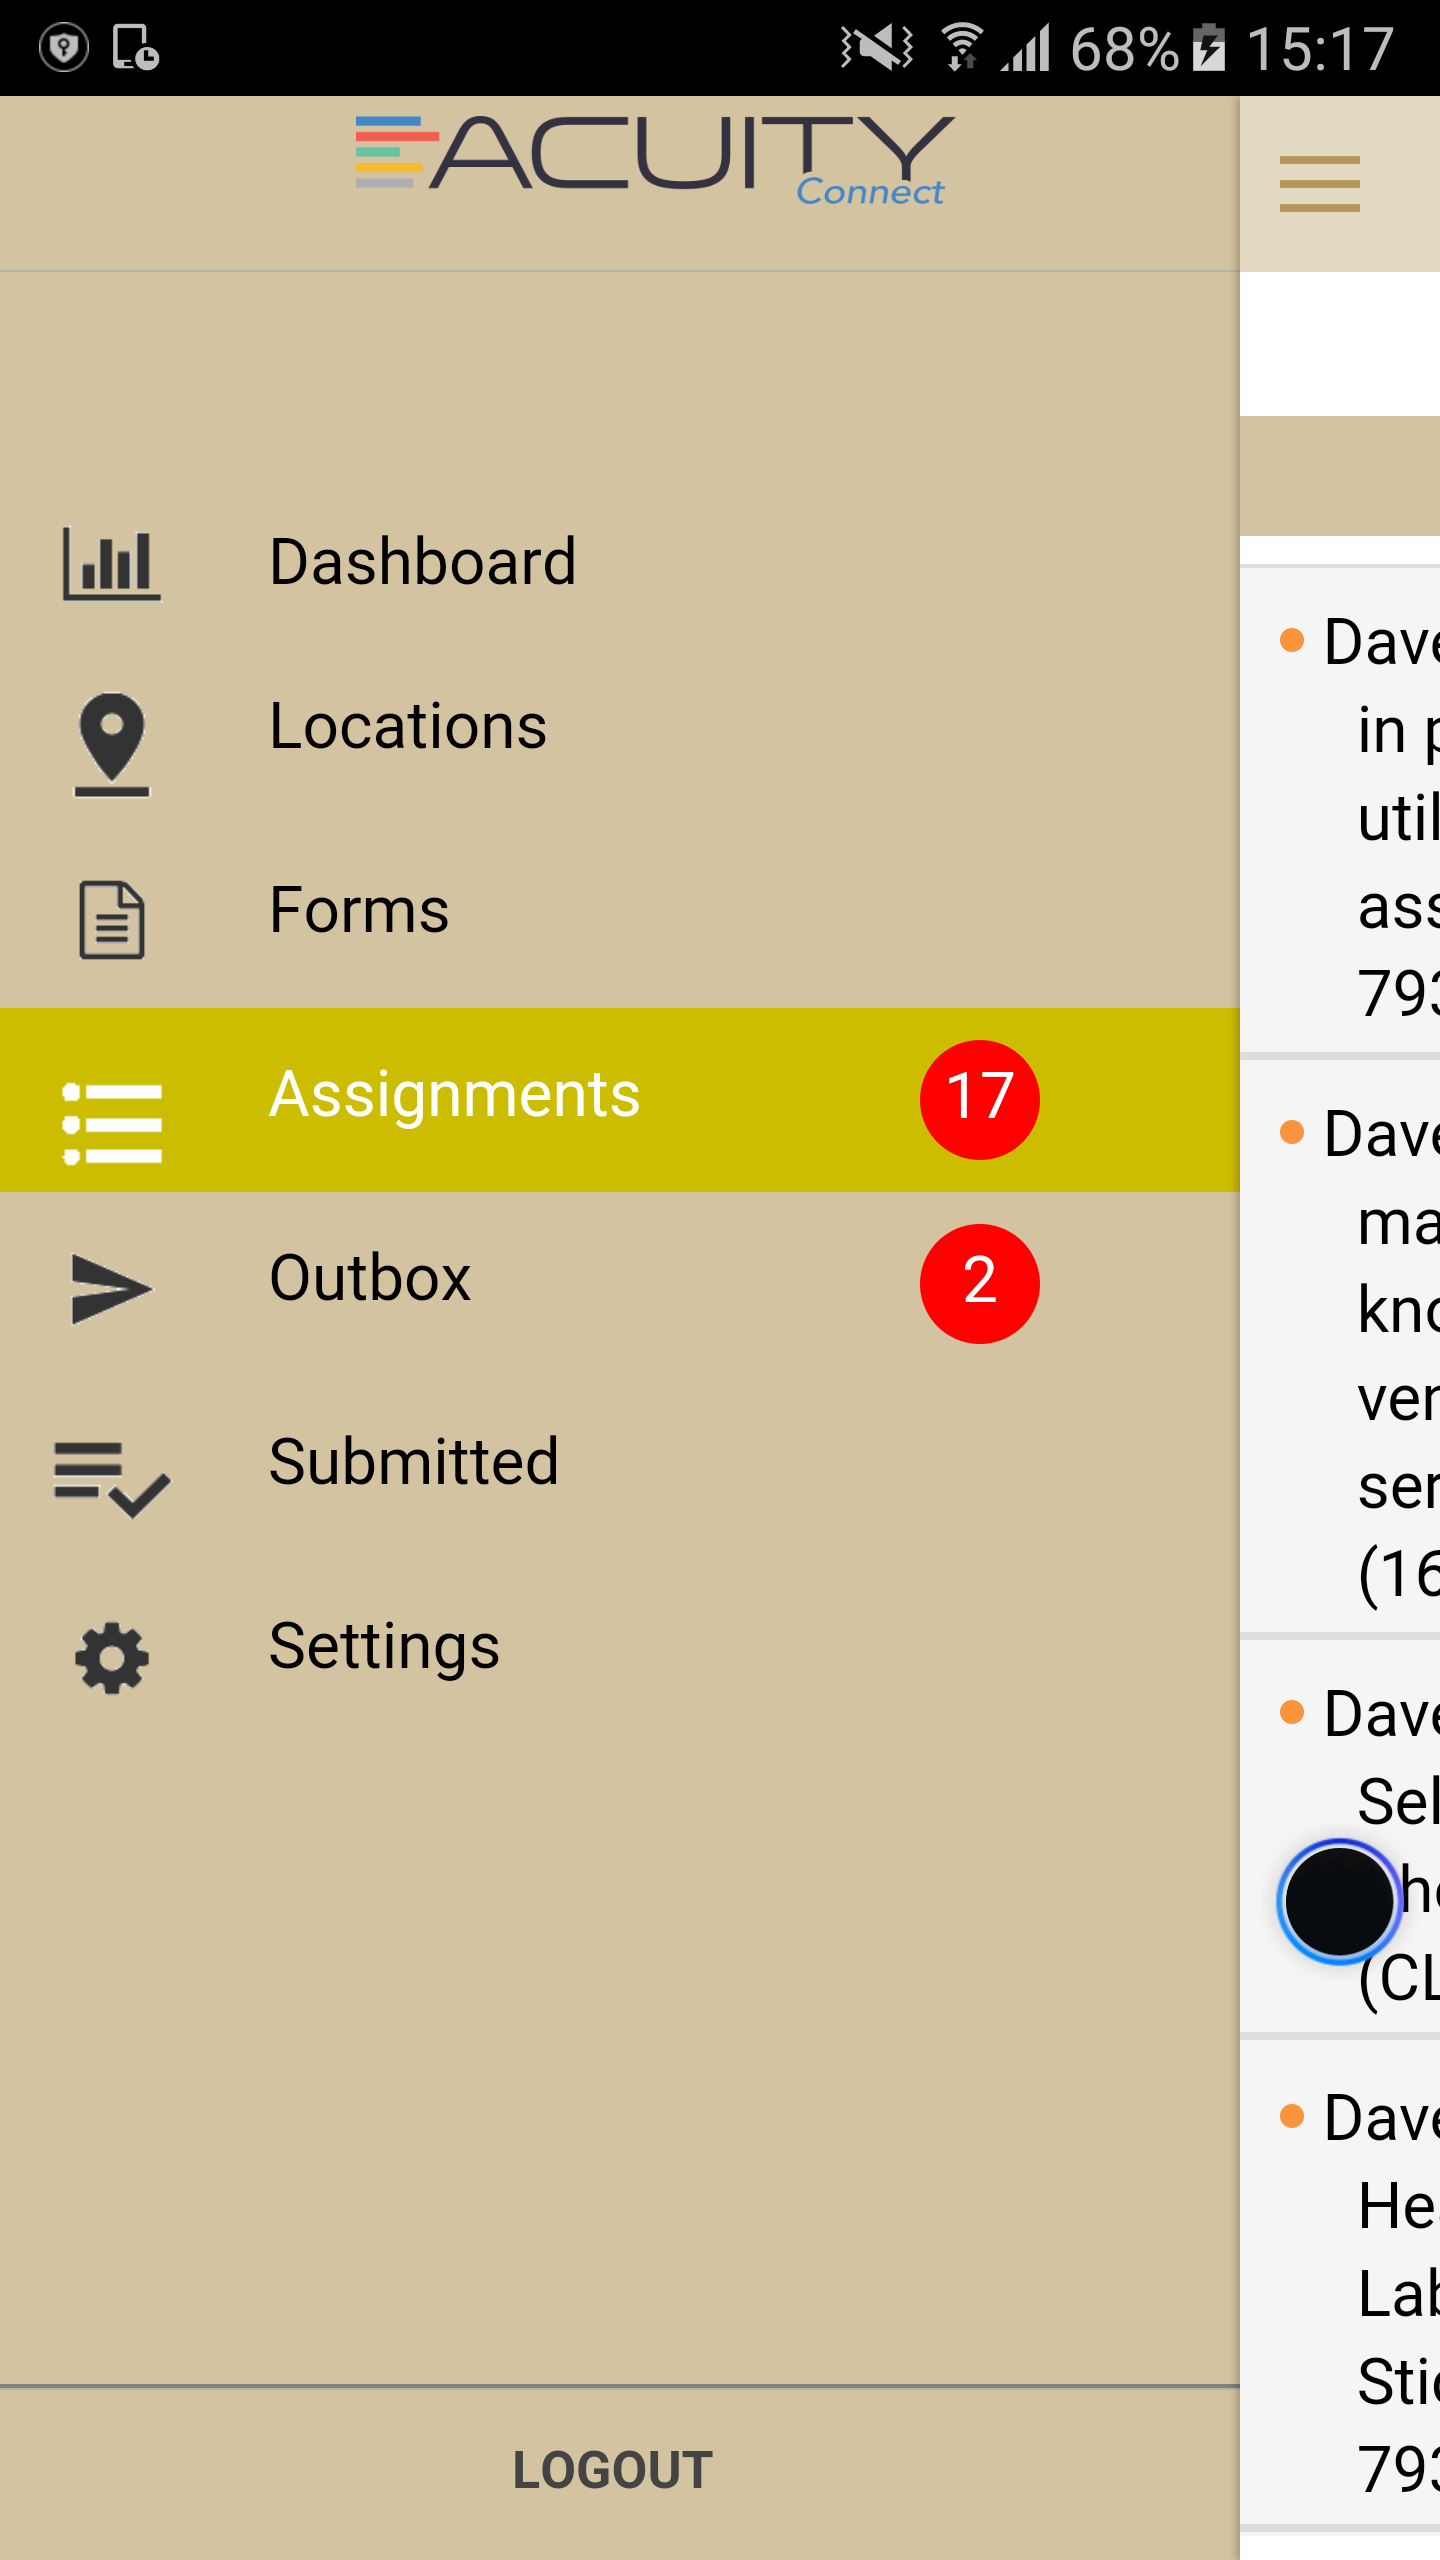 68% 15:17
ACUITY
Connect
Dashboard
Locations
Forms
Assignments 17
Outbox 2
Submitted
Settings
LOGOUT
Dave
in
util
ass
793
Dave
ma
kno
ver
ser
(16
Dave
Sel
(CL
Dave
He
Lab
Stic
793